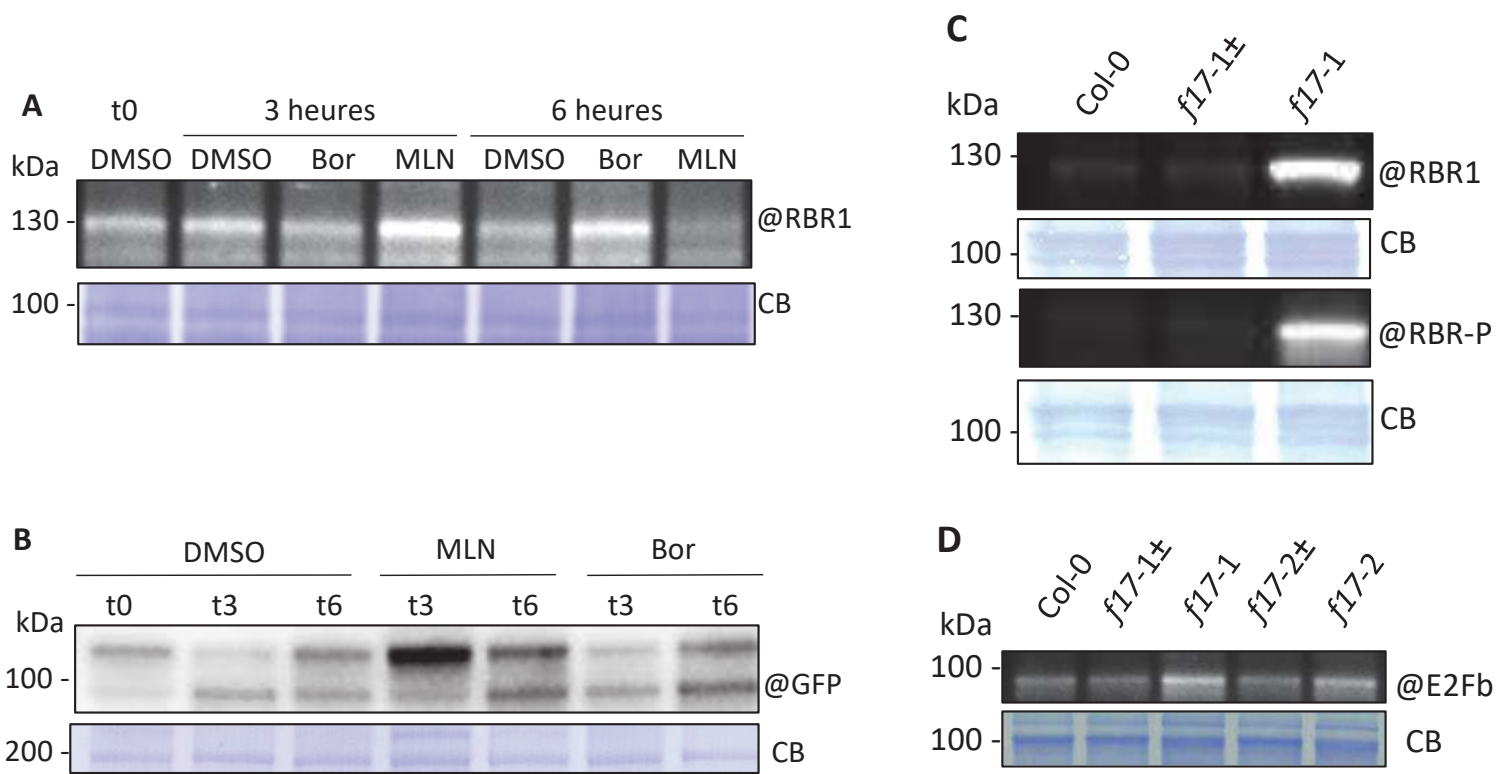 A
t0 3 heures 6 heures
kDa DMSO DMSO Bor MLN DMSO Bor MLN
130 - @RBR1
100 - CB
B
DMSO MLN Bor
t0 t3 t6 t3 t6 t3 t6
kDa
100 - @GFP
200 - CB
C
kDa Col-0 f17-1± f17-1
130 - @RBR1
100 - CB
130 - @RBR-P
100 - CB
D
kDa Col-0 f17-1± f17-1 f17-2± f17-2
100 - @E2Fb
100 - CB